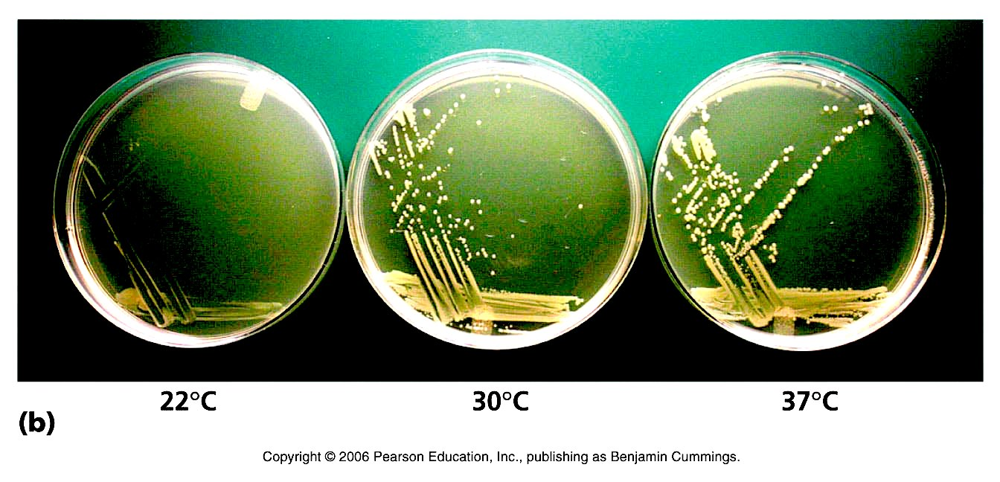 22°C 30°C 37°C
(b)
Copyright © 2006 Pearson Education, Inc., publishing as Benjamin Cummings.